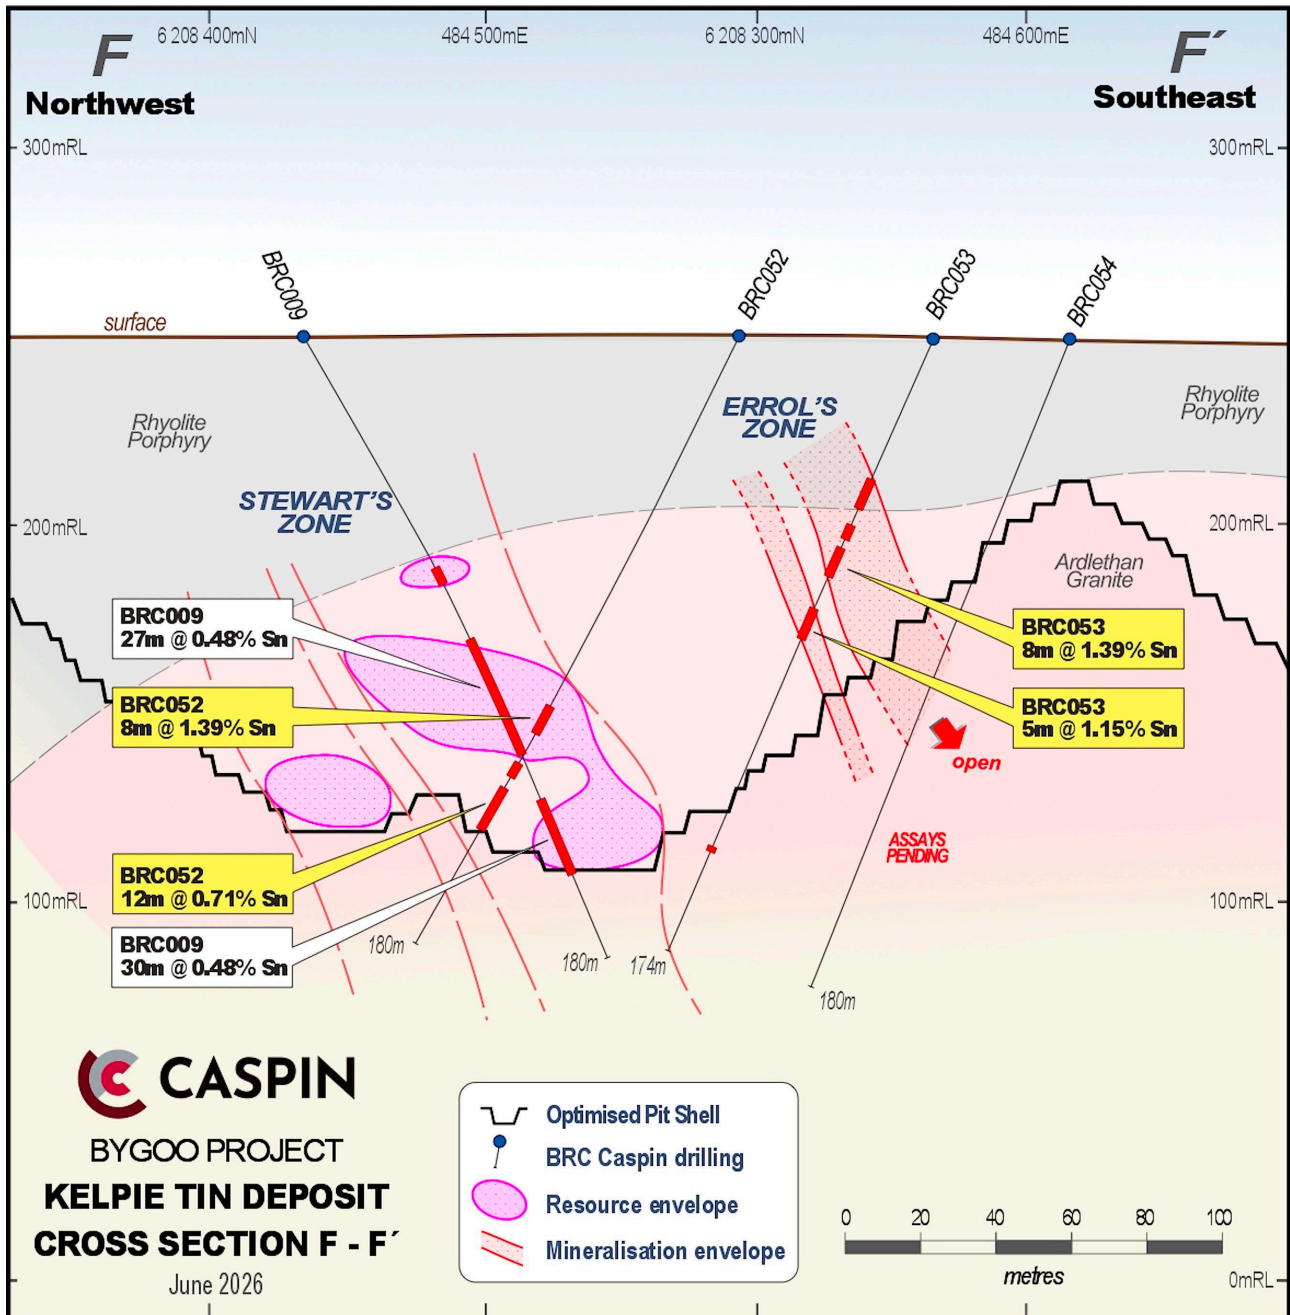 6 208 400mN
484 500mE
6 208 300mN
484 600mE
F
F´
Northwest
Southeast
300mRL
300mRL
BRC009
BRC052
BRC053
BRC054
surface
Rhyolite
Porphyry
Rhyolite
Porphyry
ERROL'S
ZONE
STEWART'S
ZONE
200mRL
200mRL
Ardlethan
Granite
BRC009
27m @ 0.48% Sn
BRC053
8m @ 1.39% Sn
BRC052
8m @ 1.39% Sn
BRC053
5m @ 1.15% Sn
open
ASSAYS
PENDING
BRC052
12m @ 0.71% Sn
100mRL
100mRL
BRC009
30m @ 0.48% Sn
180m
180m
174m
180m
CASPIN
BYGOO PROJECT
KELPIE TIN DEPOSIT
CROSS SECTION F - F´
June 2026
Optimised Pit Shell
BRC Caspin drilling
Resource envelope
Mineralisation envelope
0 20 40 60 80 100
metres
0mRL